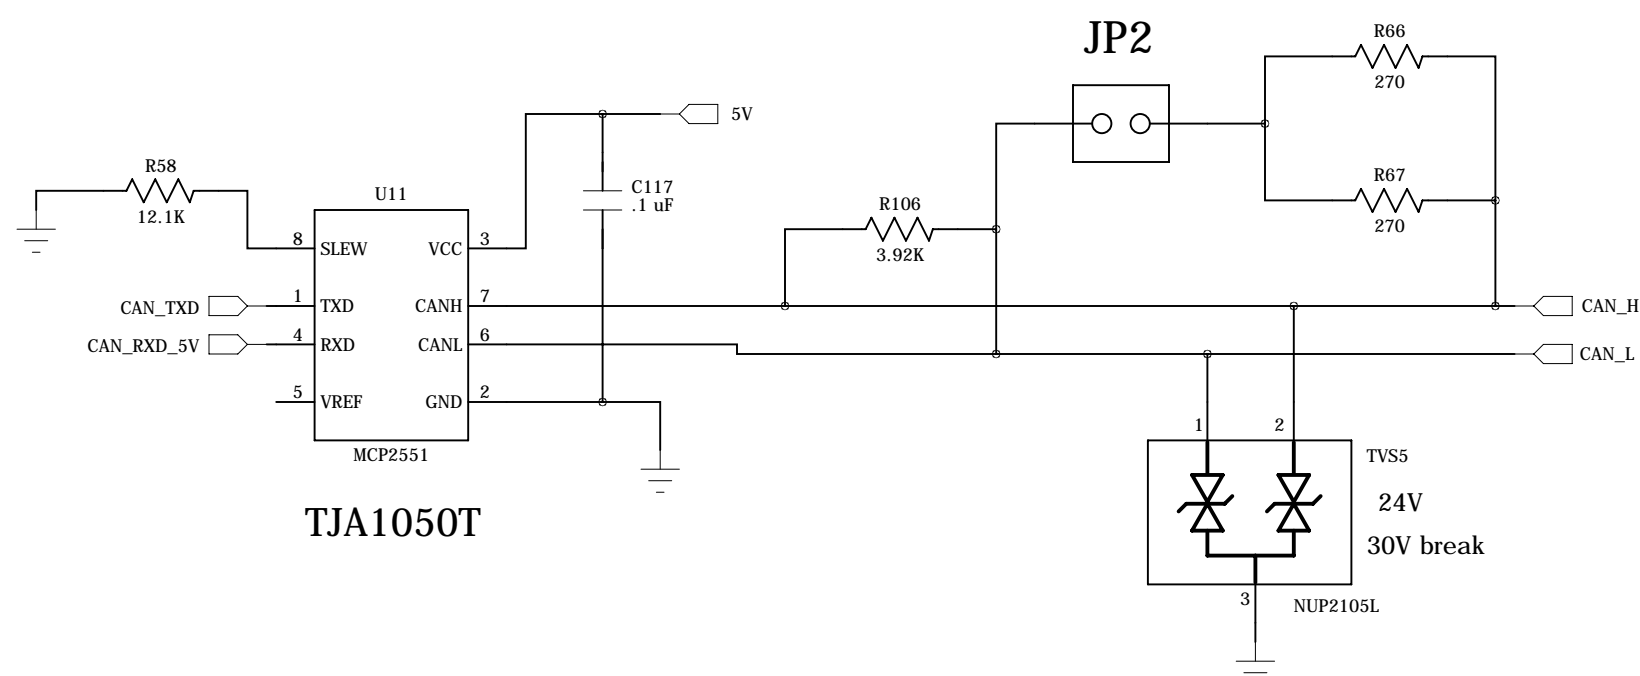 JP2
R66
270
5V
R58
12.1K
U11
C117
.1 uF
R67
270
R106
3.92K
8 SLEW VCC 3
CAN_TXD 1 TXD CANH 7 CAN_H
CAN_RXD_5V 4 RXD CANL 6 CAN_L
5 VREF GND 2
MCP2551
TJA1050T
1 2
TVS5
24V
30V break
3
NUP2105L